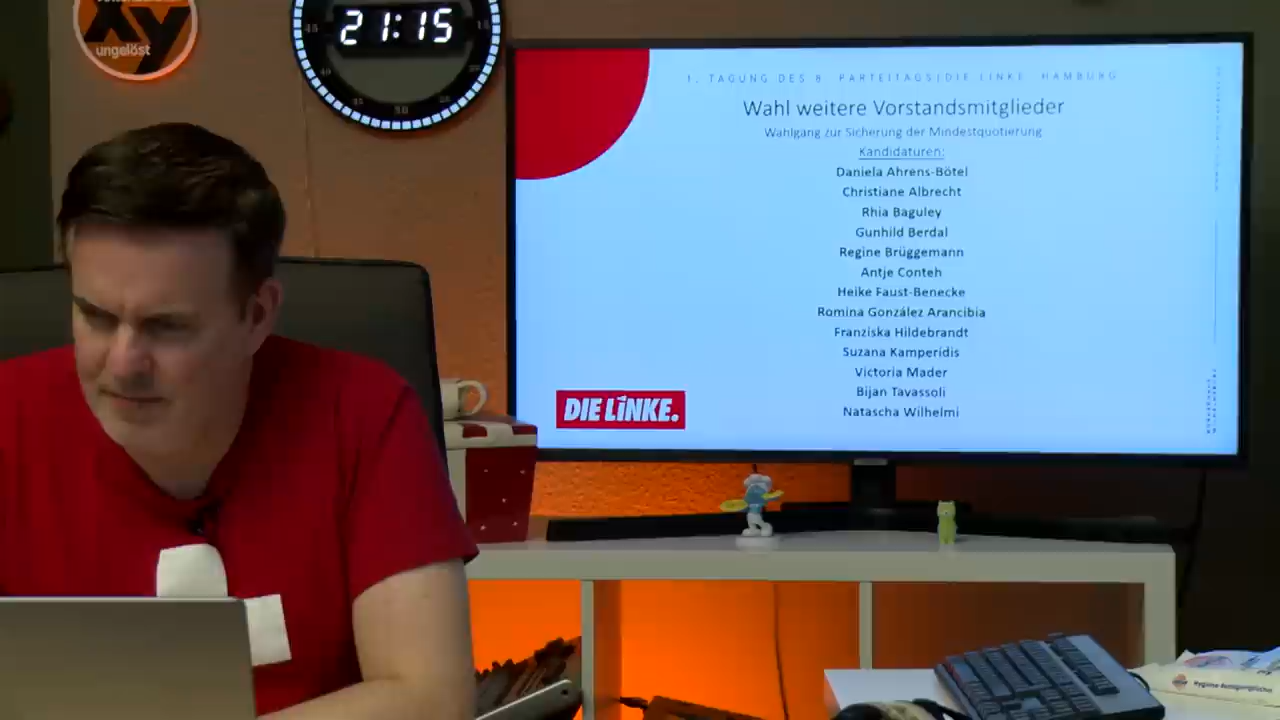 xy
ungelöst
21:15
1. TAGUNG DES 8. PARTEITAGS|DIE LINKE. HAMBURG
Wahl weitere Vorstandsmitglieder
Wahlgang zur Sicherung der Mindestquotierung
Kandidaturen:
Daniela Ahrens-Bötel
Christiane Albrecht
Rhia Baguley
Gunhild Berdal
Regine Brüggemann
Antje Conteh
Heike Faust-Benecke
Romina González Arancibia
Franziska Hildebrandt
Suzana Kamperidis
Victoria Mader
Bijan Tavassoli
Natascha Wilhelmi
DIE LINKE.